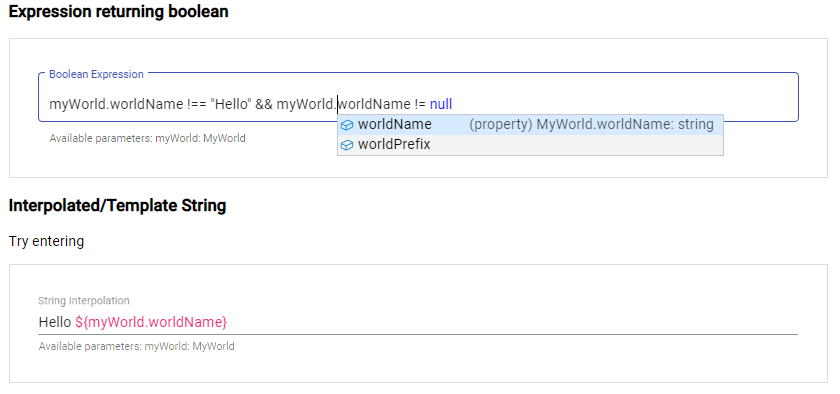 Expression returning boolean
Boolean Expression
myWorld.worldName !== "Hello" && myWorld.worldName != null
worldName (property) MyWorld.worldName: string
worldPrefix
Available parameters: myWorld: MyWorld
Interpolated/Template String
Try entering
String Interpolation
Hello ${myWorld.worldName}
Available parameters: myWorld: MyWorld